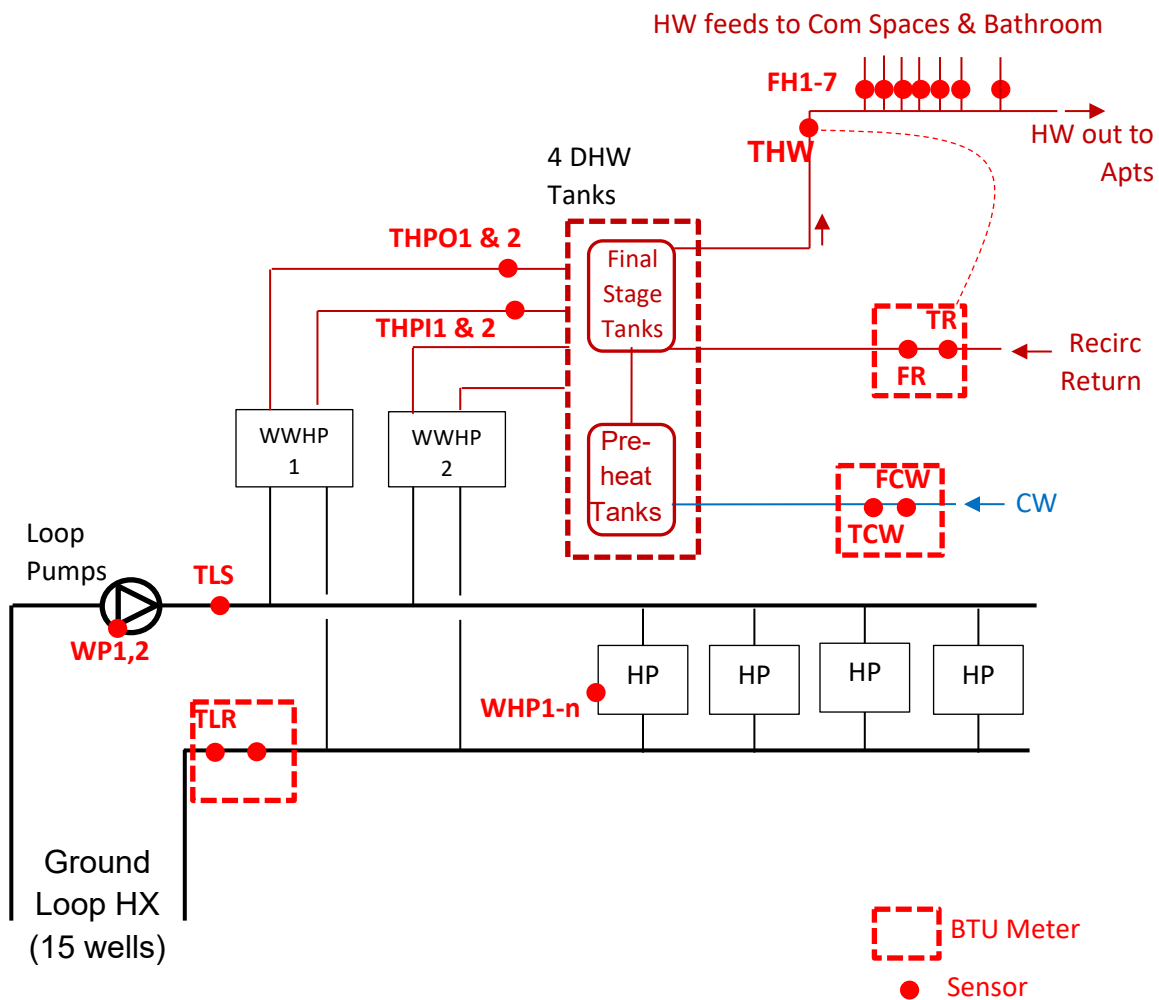 HW feeds to Com Spaces & Bathroom
FH1-7
HW out to
Apts
THW
4 DHW
Tanks
THPO1 & 2
THPI1 & 2
Final
Stage
Tanks
TR
FR
Recirc
Return
WWHP
1
WWHP
2
Pre-
heat
Tanks
FCW
TCW
CW
Loop
Pumps
TLS
WP1,2
HP
HP
HP
HP
WHP1-n
TLR
Ground
Loop HX
(15 wells)
BTU Meter
Sensor